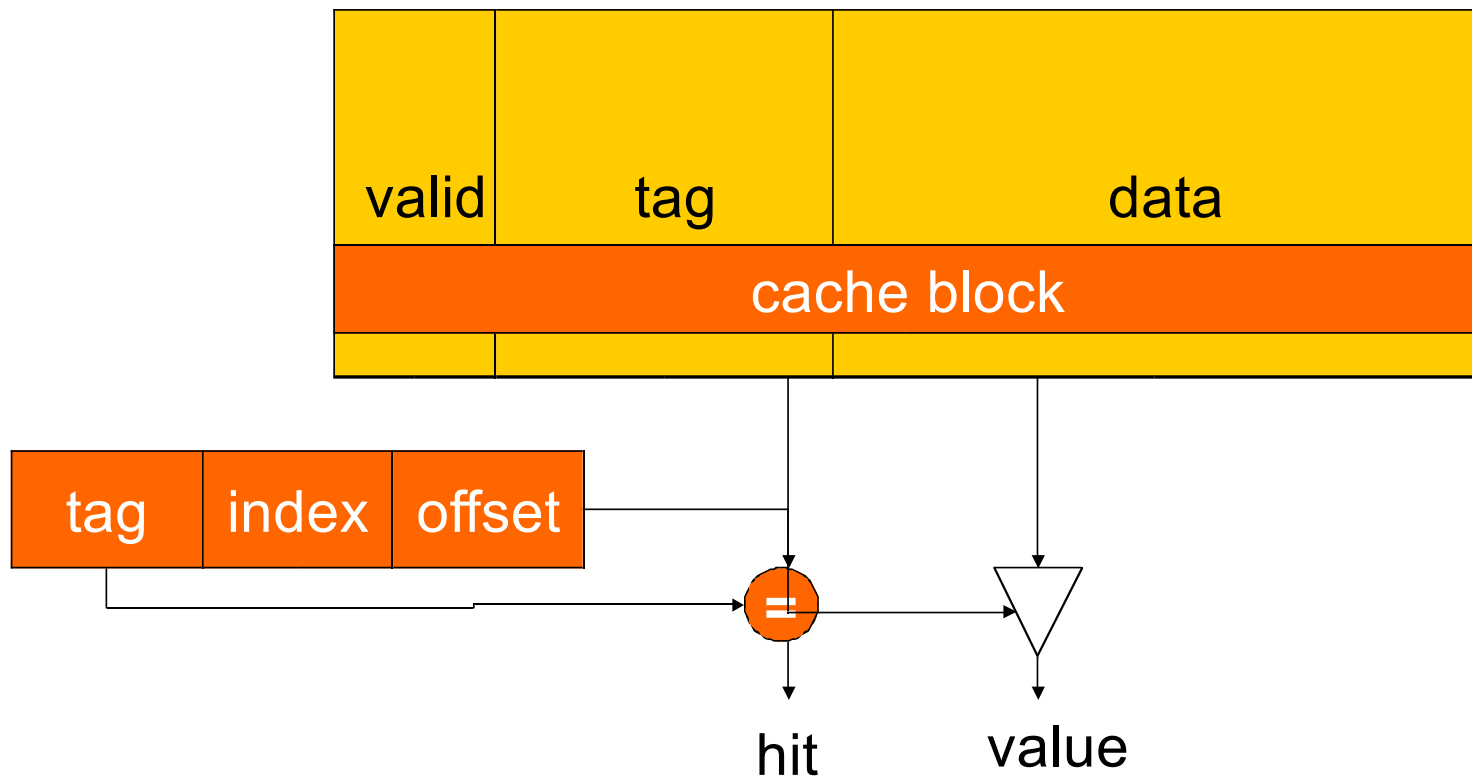 valid tag data
cache block
tag index offset
=
hit value